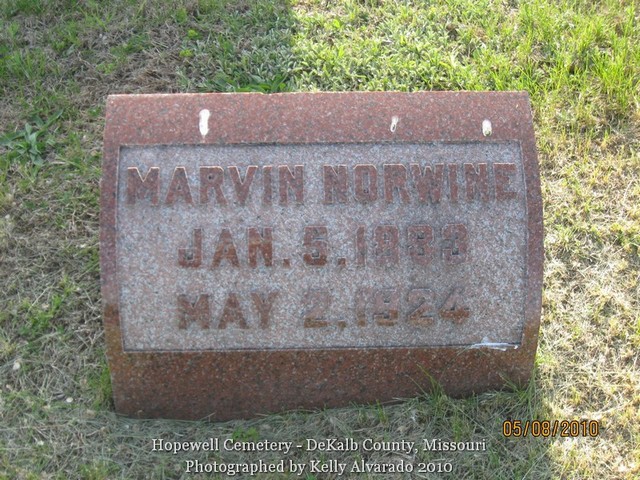 MARVIN NORWINE
JAN. 5, 1883
MAY 2, 1924
05/08/2010
Hopewell Cemetery - DeKalb County, Missouri
Photographed by Kelly Alvarado 2010